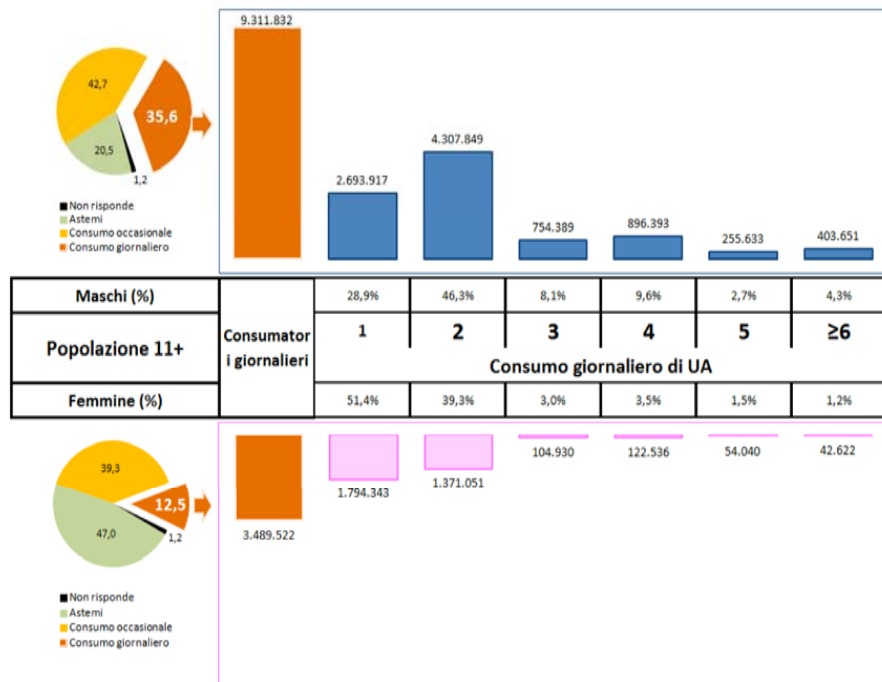 9.311.832
42,7
35,6
20,5
1,2
Non risponde
Astemi
Consumo occasionale
Consumo giornaliero
2.693.917
4.307.849
754.389
896.393
255.633
403.651
Maschi (%)
28,9%
46,3%
8,1%
9,6%
2,7%
4,3%
Popolazione 11+
Consumator
i giornalieri
1
2
3
4
5
≥6
Consumo giornaliero di UA
Femmine (%)
51,4%
39,3%
3,0%
3,5%
1,5%
1,2%
39,3
12,5
47,0
1,2
3.489.522
1.794.343
1.371.051
104.930
122.536
54.040
42.622
Non risponde
Astemi
Consumo occasionale
Consumo giornaliero